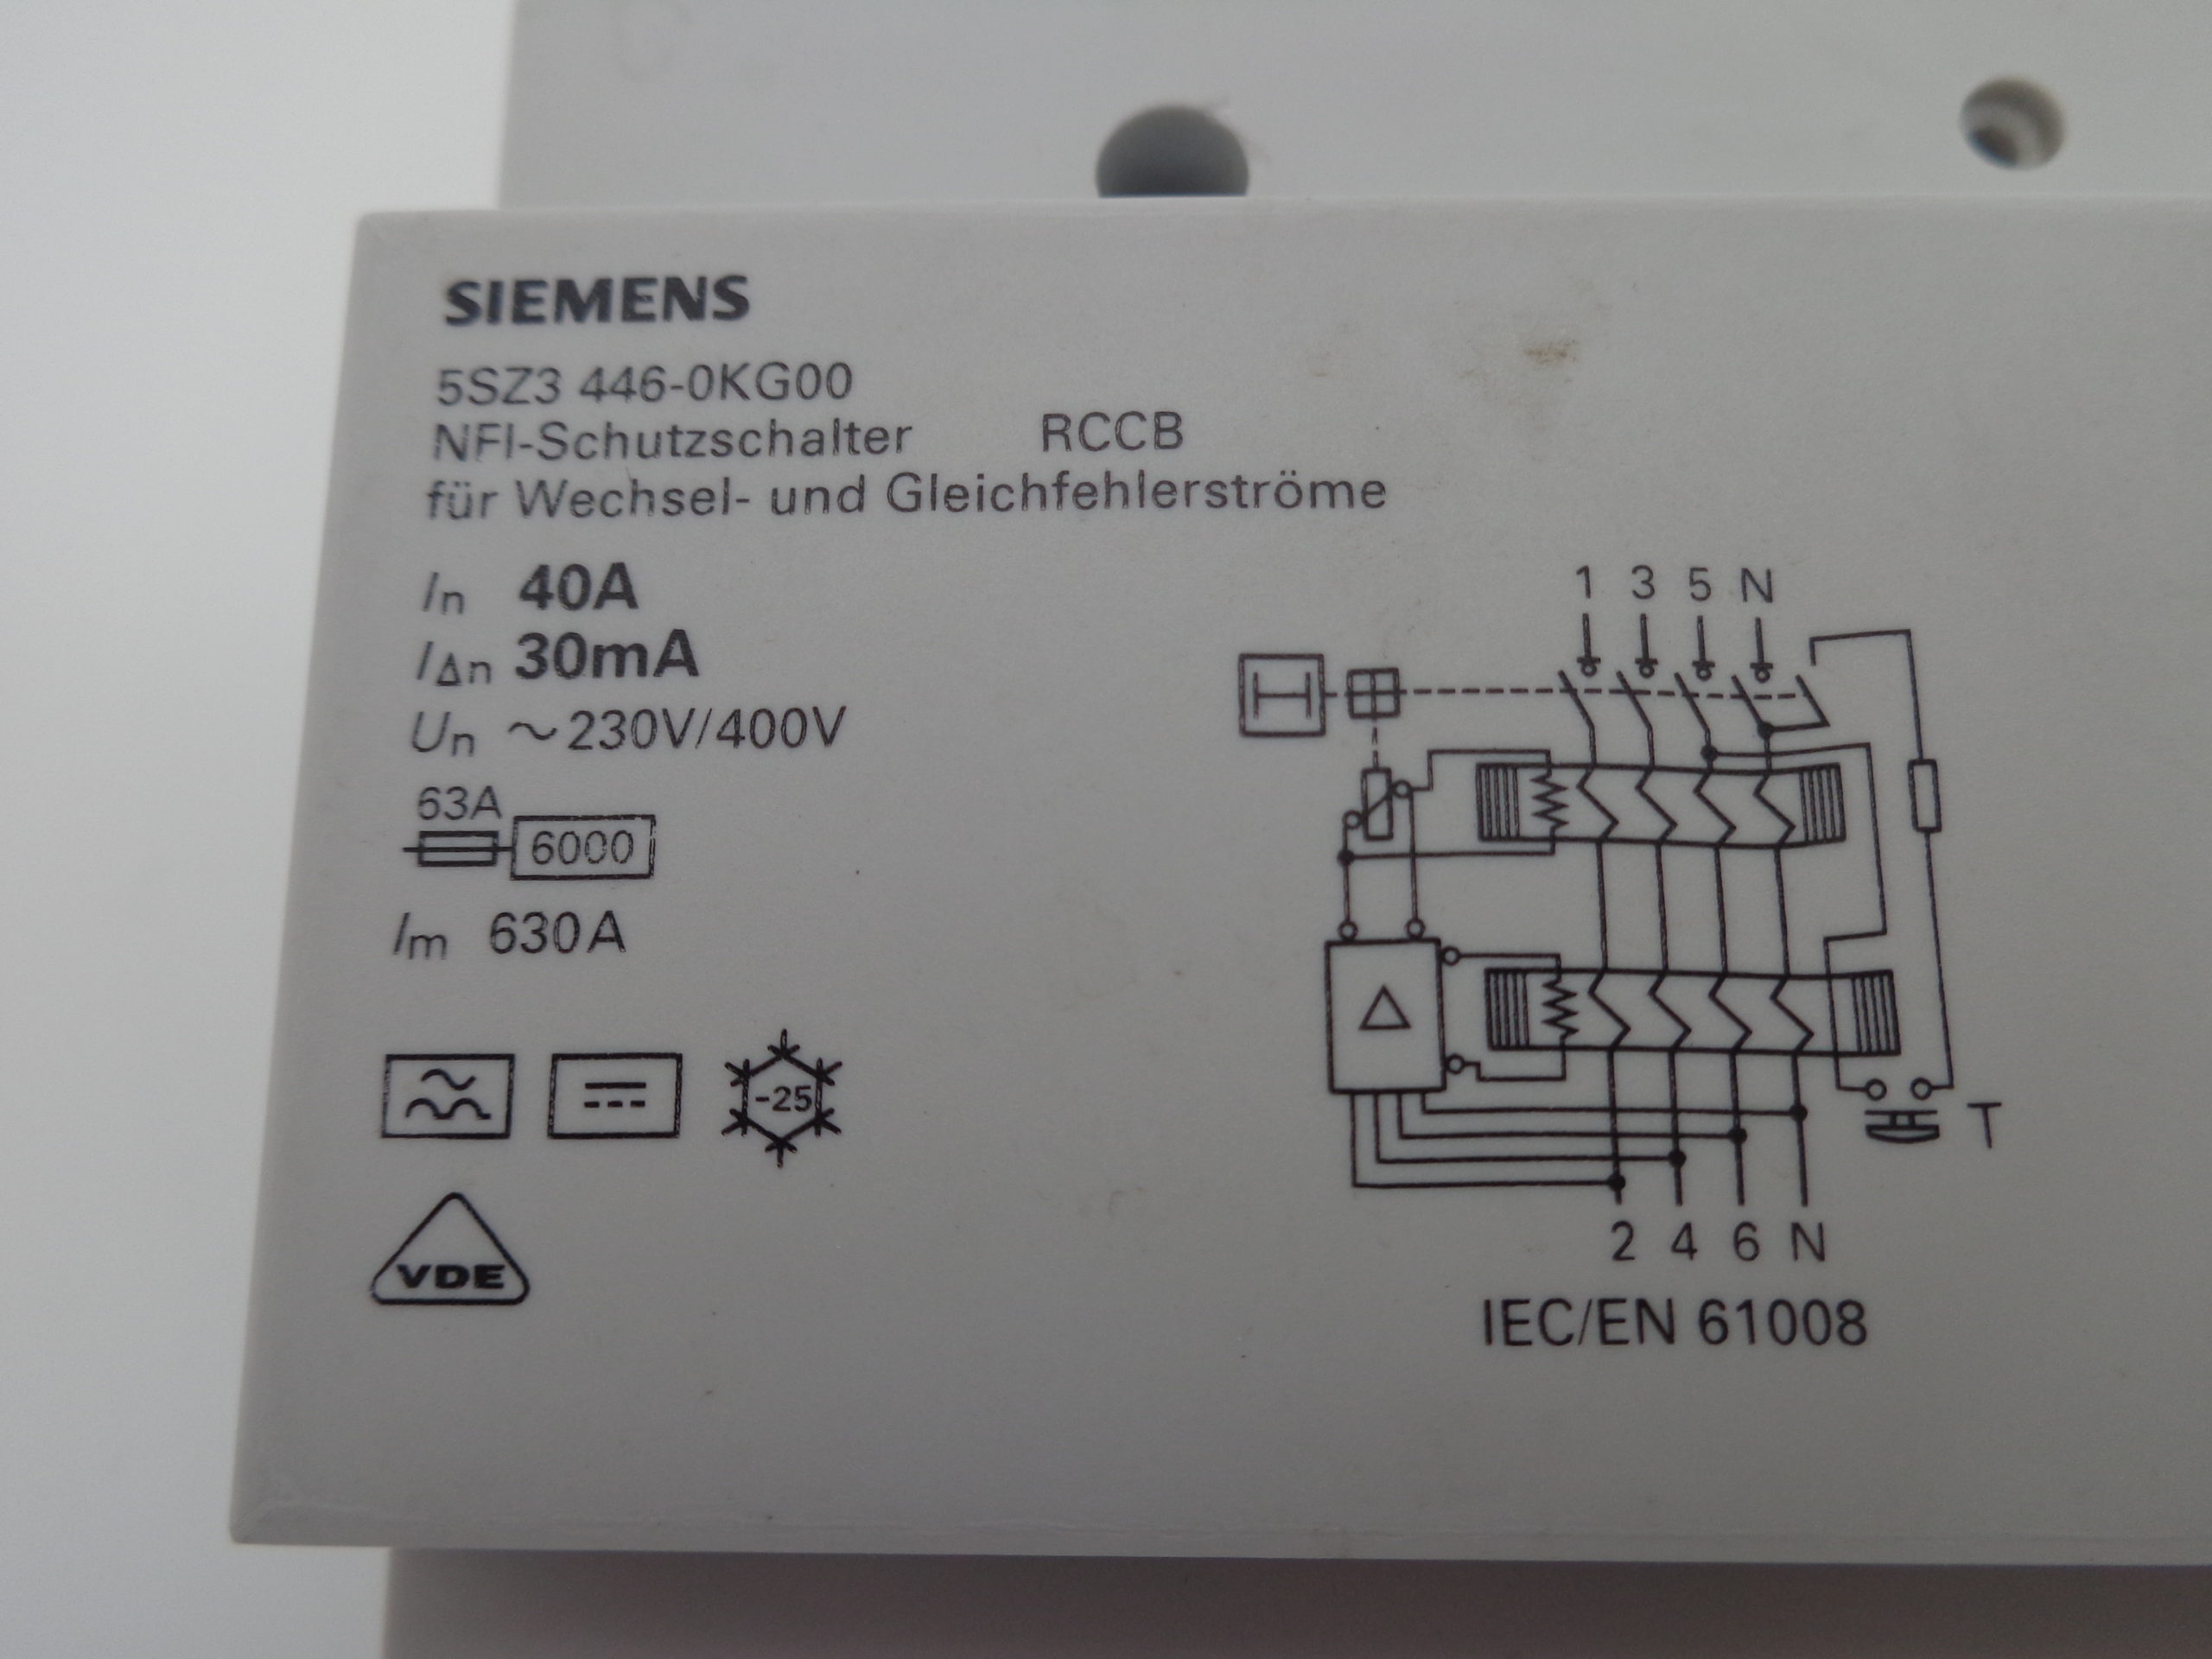 SIEMENS
5SZ3 446-0KG00
NFI-Schutzschalter RCCB
für Wechsel- und Gleichfehlerströme
In 40A
IΔn 30mA
Un ~230V/400V
63A
6000
Im 630A
-25
VDE
1 3 5 N
Δ
T
2 4 6 N
IEC/EN 61008